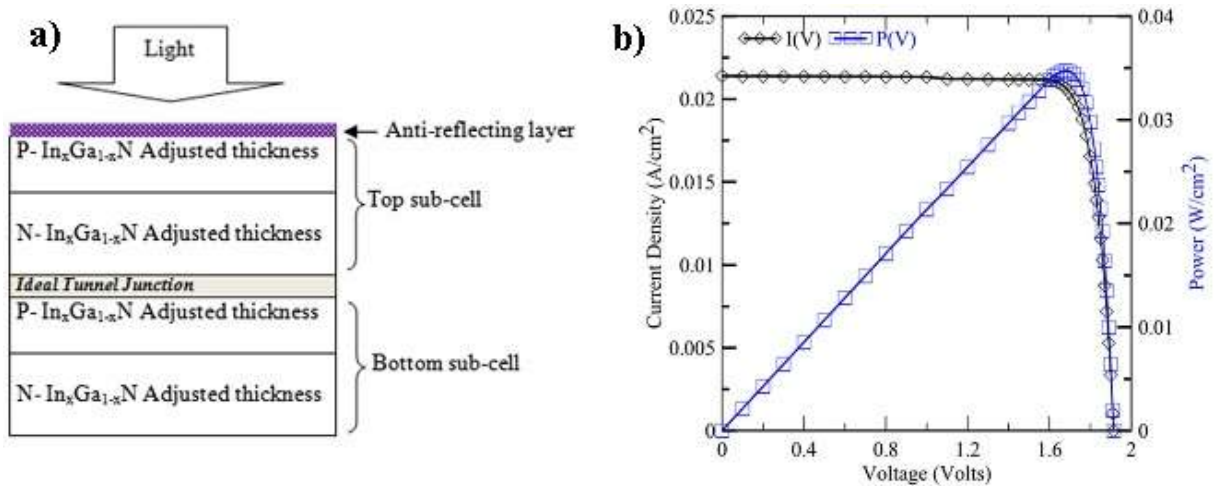 a)
Light
Anti-reflecting layer
P- InₓGa₁₋ₓN Adjusted thickness
Top sub-cell
N- InₓGa₁₋ₓN Adjusted thickness
Ideal Tunnel Junction
P- InₓGa₁₋ₓN Adjusted thickness
Bottom sub-cell
N- InₓGa₁₋ₓN Adjusted thickness
b)
I(V) P(V)
Current Density (A/cm²)
0.025
0.02
0.015
0.01
0.005
0
0 0.4 0.8 1.2 1.6 2
Voltage (Volts)
0.04
0.03
0.02
0.01
0
Power (W/cm²)